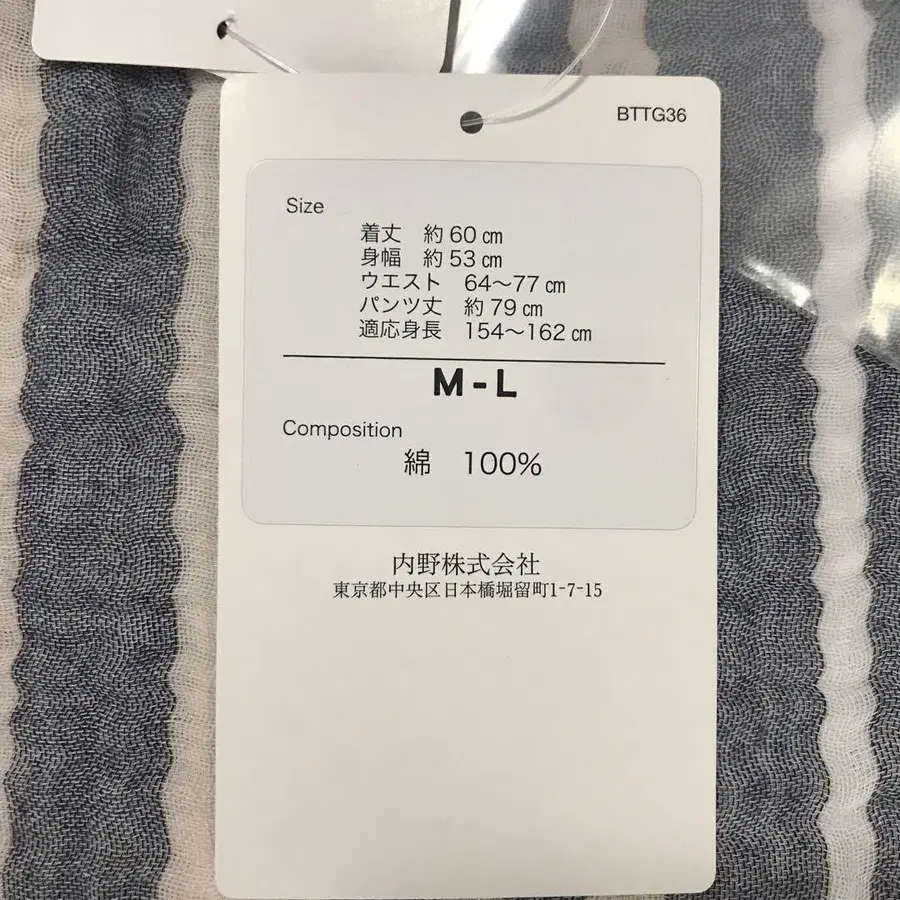 BTTG36
Size
着丈 約60㎝
身幅 約53㎝
ウエスト 64〜77㎝
パンツ丈 約79㎝
適応身長 154〜162㎝
M-L
Composition
綿 100%
内野株式会社
東京都中央区日本橋堀留町1-7-15